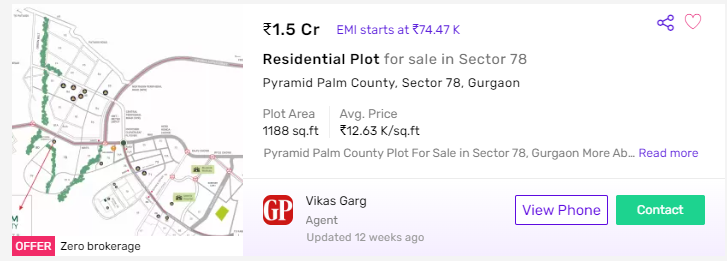 ₹1.5 Cr EMI starts at ₹74.47 K
Residential Plot for sale in Sector 78
Pyramid Palm County, Sector 78, Gurgaon
Plot Area Avg. Price
1188 sq.ft ₹12.63 K/sq.ft
Pyramid Palm County Plot For Sale in Sector 78, Gurgaon More Ab... Read more
GP Vikas Garg
Agent
Updated 12 weeks ago
View Phone Contact
OFFER Zero brokerage